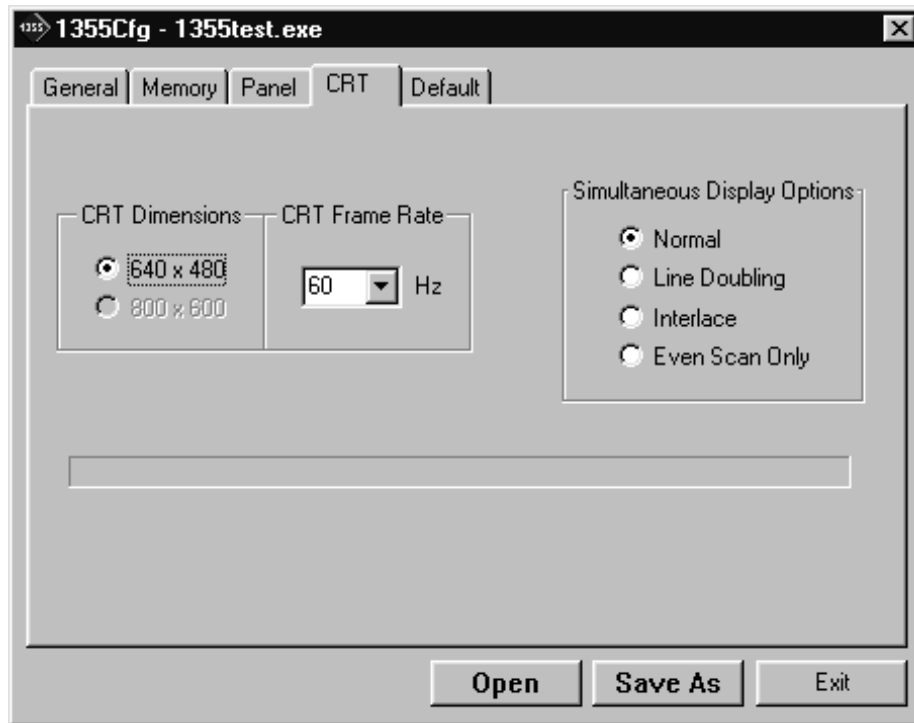 1355 1355Cfg - 1355test.exe
General Memory Panel CRT Default
CRT Dimensions CRT Frame Rate Simultaneous Display Options
640 x 480
800 x 600
60 Hz
Normal
Line Doubling
Interlace
Even Scan Only
Open Save As Exit